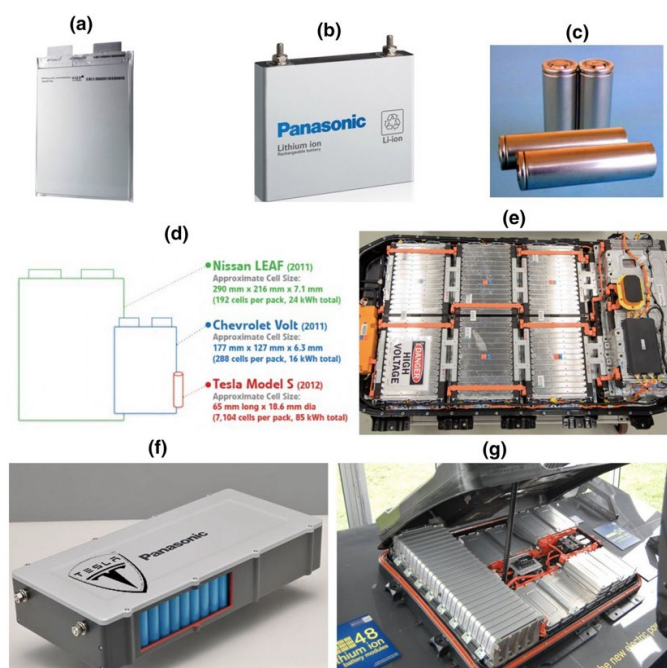 (a)
(b)
(c)
Panasonic
Lithium ion
Rechargeable battery
Li-ion
(d)
(e)
Nissan LEAF (2011)
Approximate Cell Size:
290 mm x 216 mm x 7.1 mm
(192 cells per pack, 24 kWh total)
Chevrolet Volt (2011)
Approximate Cell Size:
177 mm x 127 mm x 6.3 mm
(288 cells per pack, 16 kWh total)
Tesla Model S (2012)
Approximate Cell Size:
65 mm long x 18.6 mm dia
(7,104 cells per pack, 85 kWh total)
DANGER
HIGH
VOLTAGE
(f)
(g)
TESLA
Panasonic
48
lithium ion
battery modules
new electric